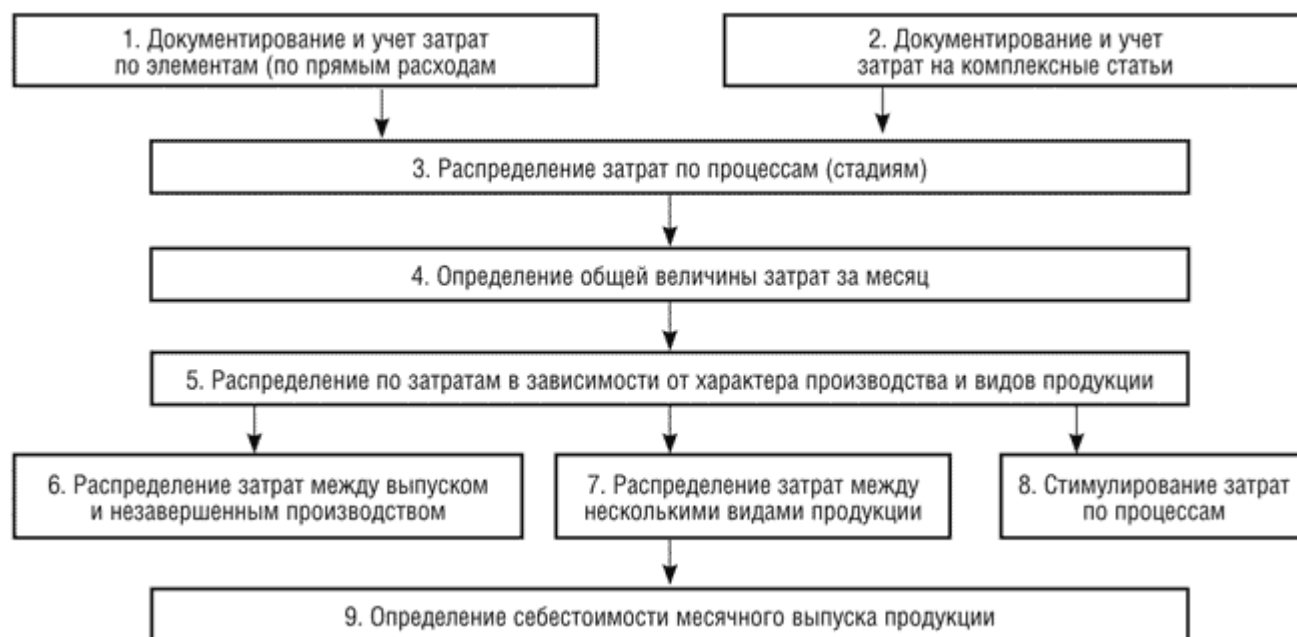 1. Документирование и учет затрат
по элементам (по прямым расходам
2. Документирование и учет
затрат на комплексные статьи
3. Распределение затрат по процессам (стадиям)
4. Определение общей величины затрат за месяц
5. Распределение по затратам в зависимости от характера производства и видов продукции
6. Распределение затрат между выпуском
и незавершенным производством
7. Распределение затрат между
несколькими видами продукции
8. Стимулирование затрат
по процессам
9. Определение себестоимости месячного выпуска продукции